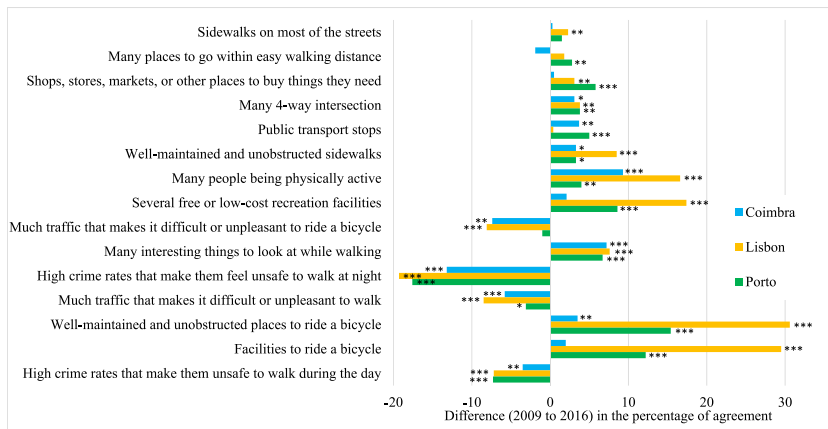 Sidewalks on most of the streets **
Many places to go within easy walking distance **
Shops, stores, markets, or other places to buy things they need ** ***
Many 4-way intersection * ** **
Public transport stops ** ***
Well-maintained and unobstructed sidewalks * *** *
Many people being physically active *** *** **
Several free or low-cost recreation facilities *** ***
Much traffic that makes it difficult or unpleasant to ride a bicycle ** ***
Many interesting things to look at while walking *** *** ***
High crime rates that make them feel unsafe to walk at night *** *** ***
Much traffic that makes it difficult or unpleasant to walk *** *** *
Well-maintained and unobstructed places to ride a bicycle ** *** ***
Facilities to ride a bicycle *** ***
High crime rates that make them unsafe to walk during the day ** *** ***
Coimbra
Lisbon
Porto
-20 -10 0 10 20 30
Difference (2009 to 2016) in the percentage of agreement